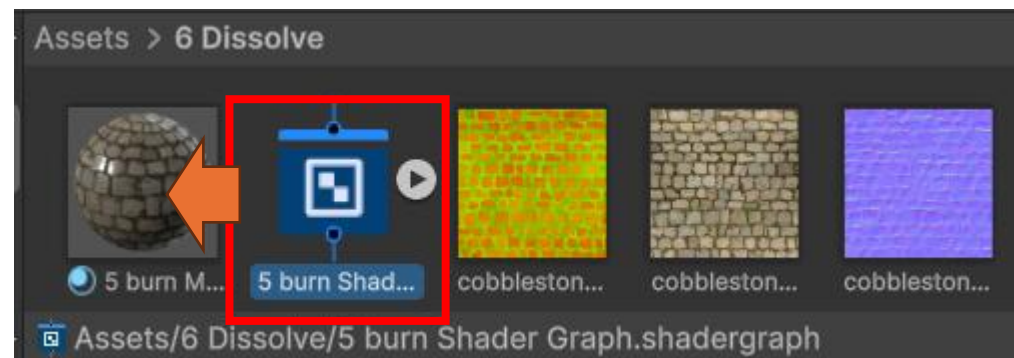 Assets > 6 Dissolve
5 burn M...
5 burn Shad...
cobbleston...
cobbleston...
cobbleston...
Assets/6 Dissolve/5 burn Shader Graph.shadergraph